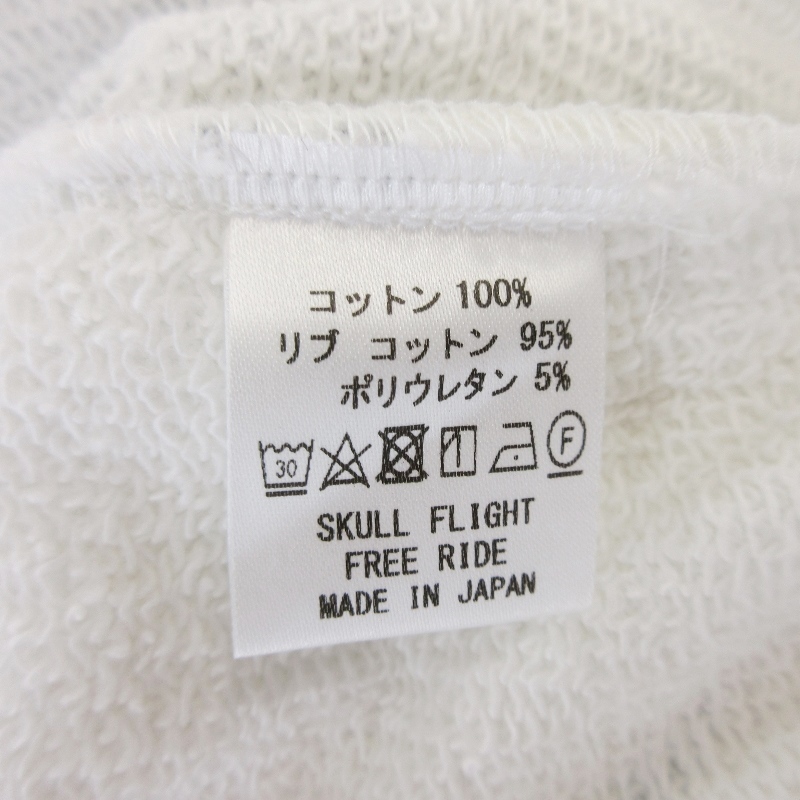 コットン 100%
リブ コットン 95%
ポリウレタン 5%
30 F
SKULL FLIGHT
FREE RIDE
MADE IN JAPAN